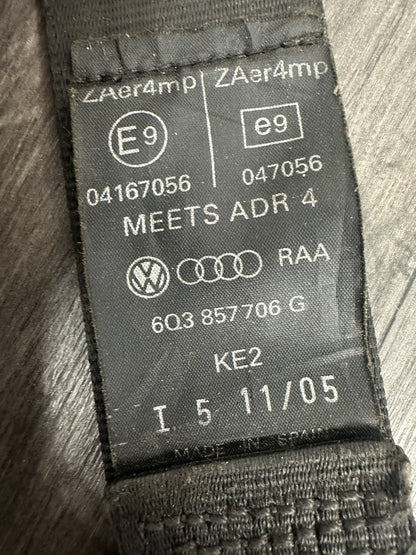 ZAer4mp ZAer4mp
E9 e9
04167056 047056
MEETS ADR 4
VW RAA
6Q3 857706 G
KE2
I 5 11/05
MADE IN SPAIN